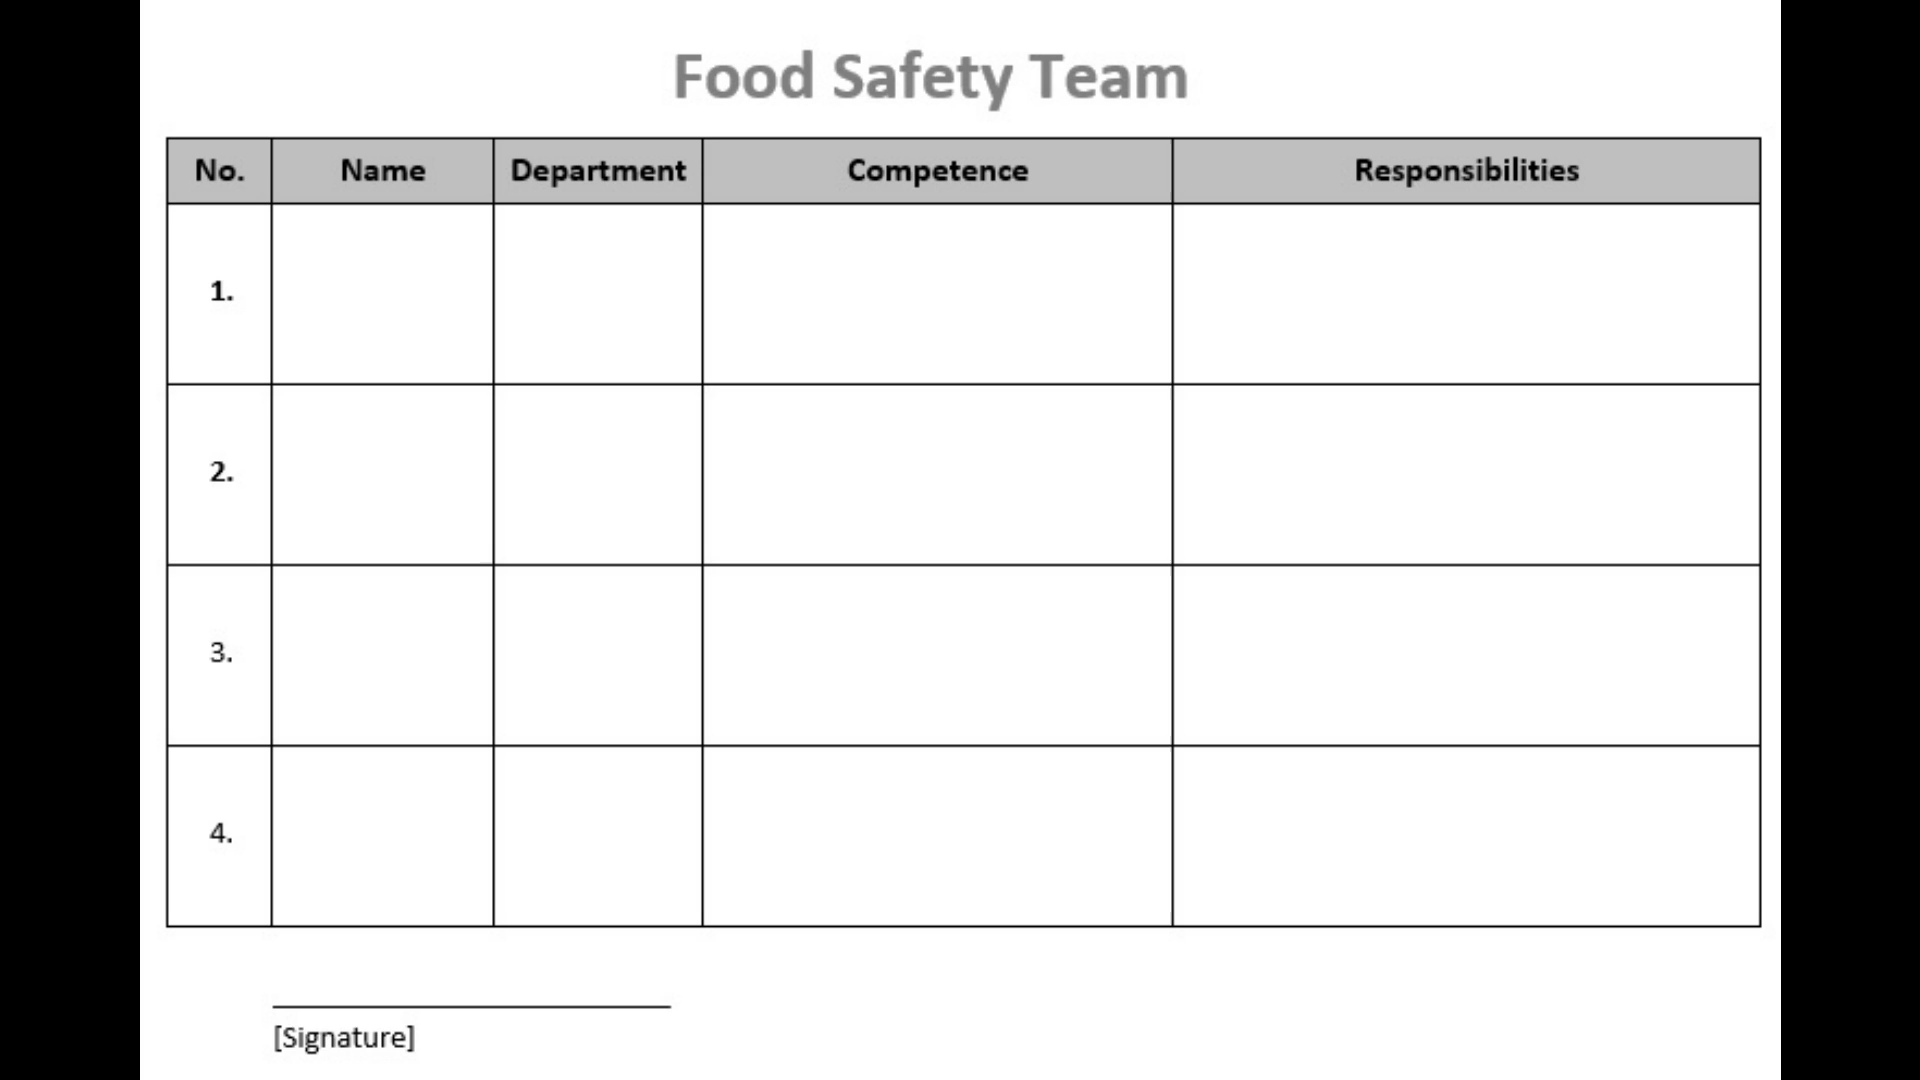 Food Safety Team
No. Name Department Competence Responsibilities
1.
2.
3.
4.
[Signature]